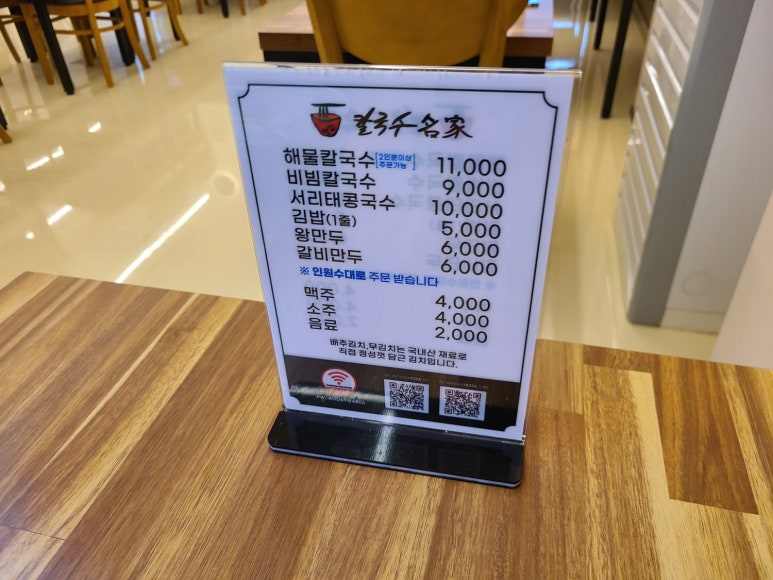 칼국수名家
해물칼국수 [2인분이상 주문가능] 11,000
비빔칼국수 9,000
서리태콩국수 10,000
김밥(1줄) 5,000
왕만두 6,000
갈비만두 6,000
※ 인원수대로 주문 받습니다
맥주 4,000
소주 4,000
음료 2,000
배추김치,무김치는 국내산 재료로
직접 정성껏 담근 김치입니다.